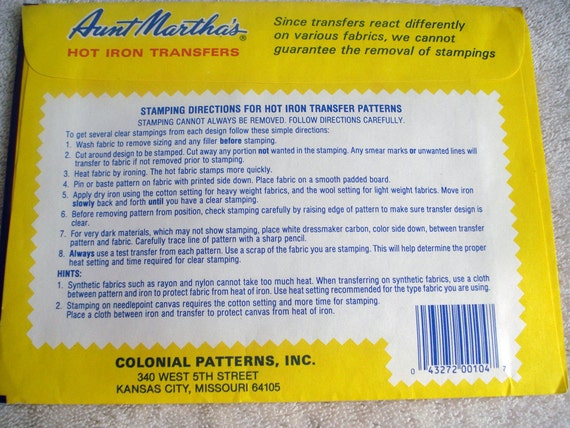 Aunt Martha's®
HOT IRON TRANSFERS
Since transfers react differently
on various fabrics, we cannot
guarantee the removal of stampings
STAMPING DIRECTIONS FOR HOT IRON TRANSFER PATTERNS
STAMPING CANNOT ALWAYS BE REMOVED. FOLLOW DIRECTIONS CAREFULLY.
To get several clear stampings from each design follow these simple directions:
1. Wash fabric to remove sizing and any filler before stamping.
2. Cut around design to be stamped. Cut away any portion not wanted in the stamping. Any smear marks or unwanted lines will
transfer to fabric if not removed prior to stamping.
3. Heat fabric by ironing. The hot fabric stamps more quickly.
4. Pin or baste pattern on fabric with printed side down. Place fabric on a smooth padded board.
5. Apply dry iron using the cotton setting for heavy weight fabrics, and the wool setting for light weight fabrics. Move iron
slowly back and forth until you have a clear stamping.
6. Before removing pattern from position, check stamping carefully by raising edge of pattern to make sure transfer design is
clear.
7. For very dark materials, which may not show stamping, place white dressmaker carbon, color side down, between transfer
pattern and fabric. Carefully trace line of pattern with a sharp pencil.
8. Always use a test transfer from each pattern. Use a scrap of the fabric you are stamping. This will help determine the proper
heat setting and time required for clear stamping.
HINTS:
1. Synthetic fabrics such as rayon and nylon cannot take too much heat. When transferring on synthetic fabrics, use a cloth
between pattern and iron to protect fabric from heat of iron. Use heat setting recommended for the type fabric you are using.
2. Stamping on needlepoint canvas requires the cotton setting and more time for stamping.
Place a cloth between iron and transfer to protect canvas from heat of iron.
COLONIAL PATTERNS, INC.
340 WEST 5TH STREET
KANSAS CITY, MISSOURI 64105
0 43272 00104 7